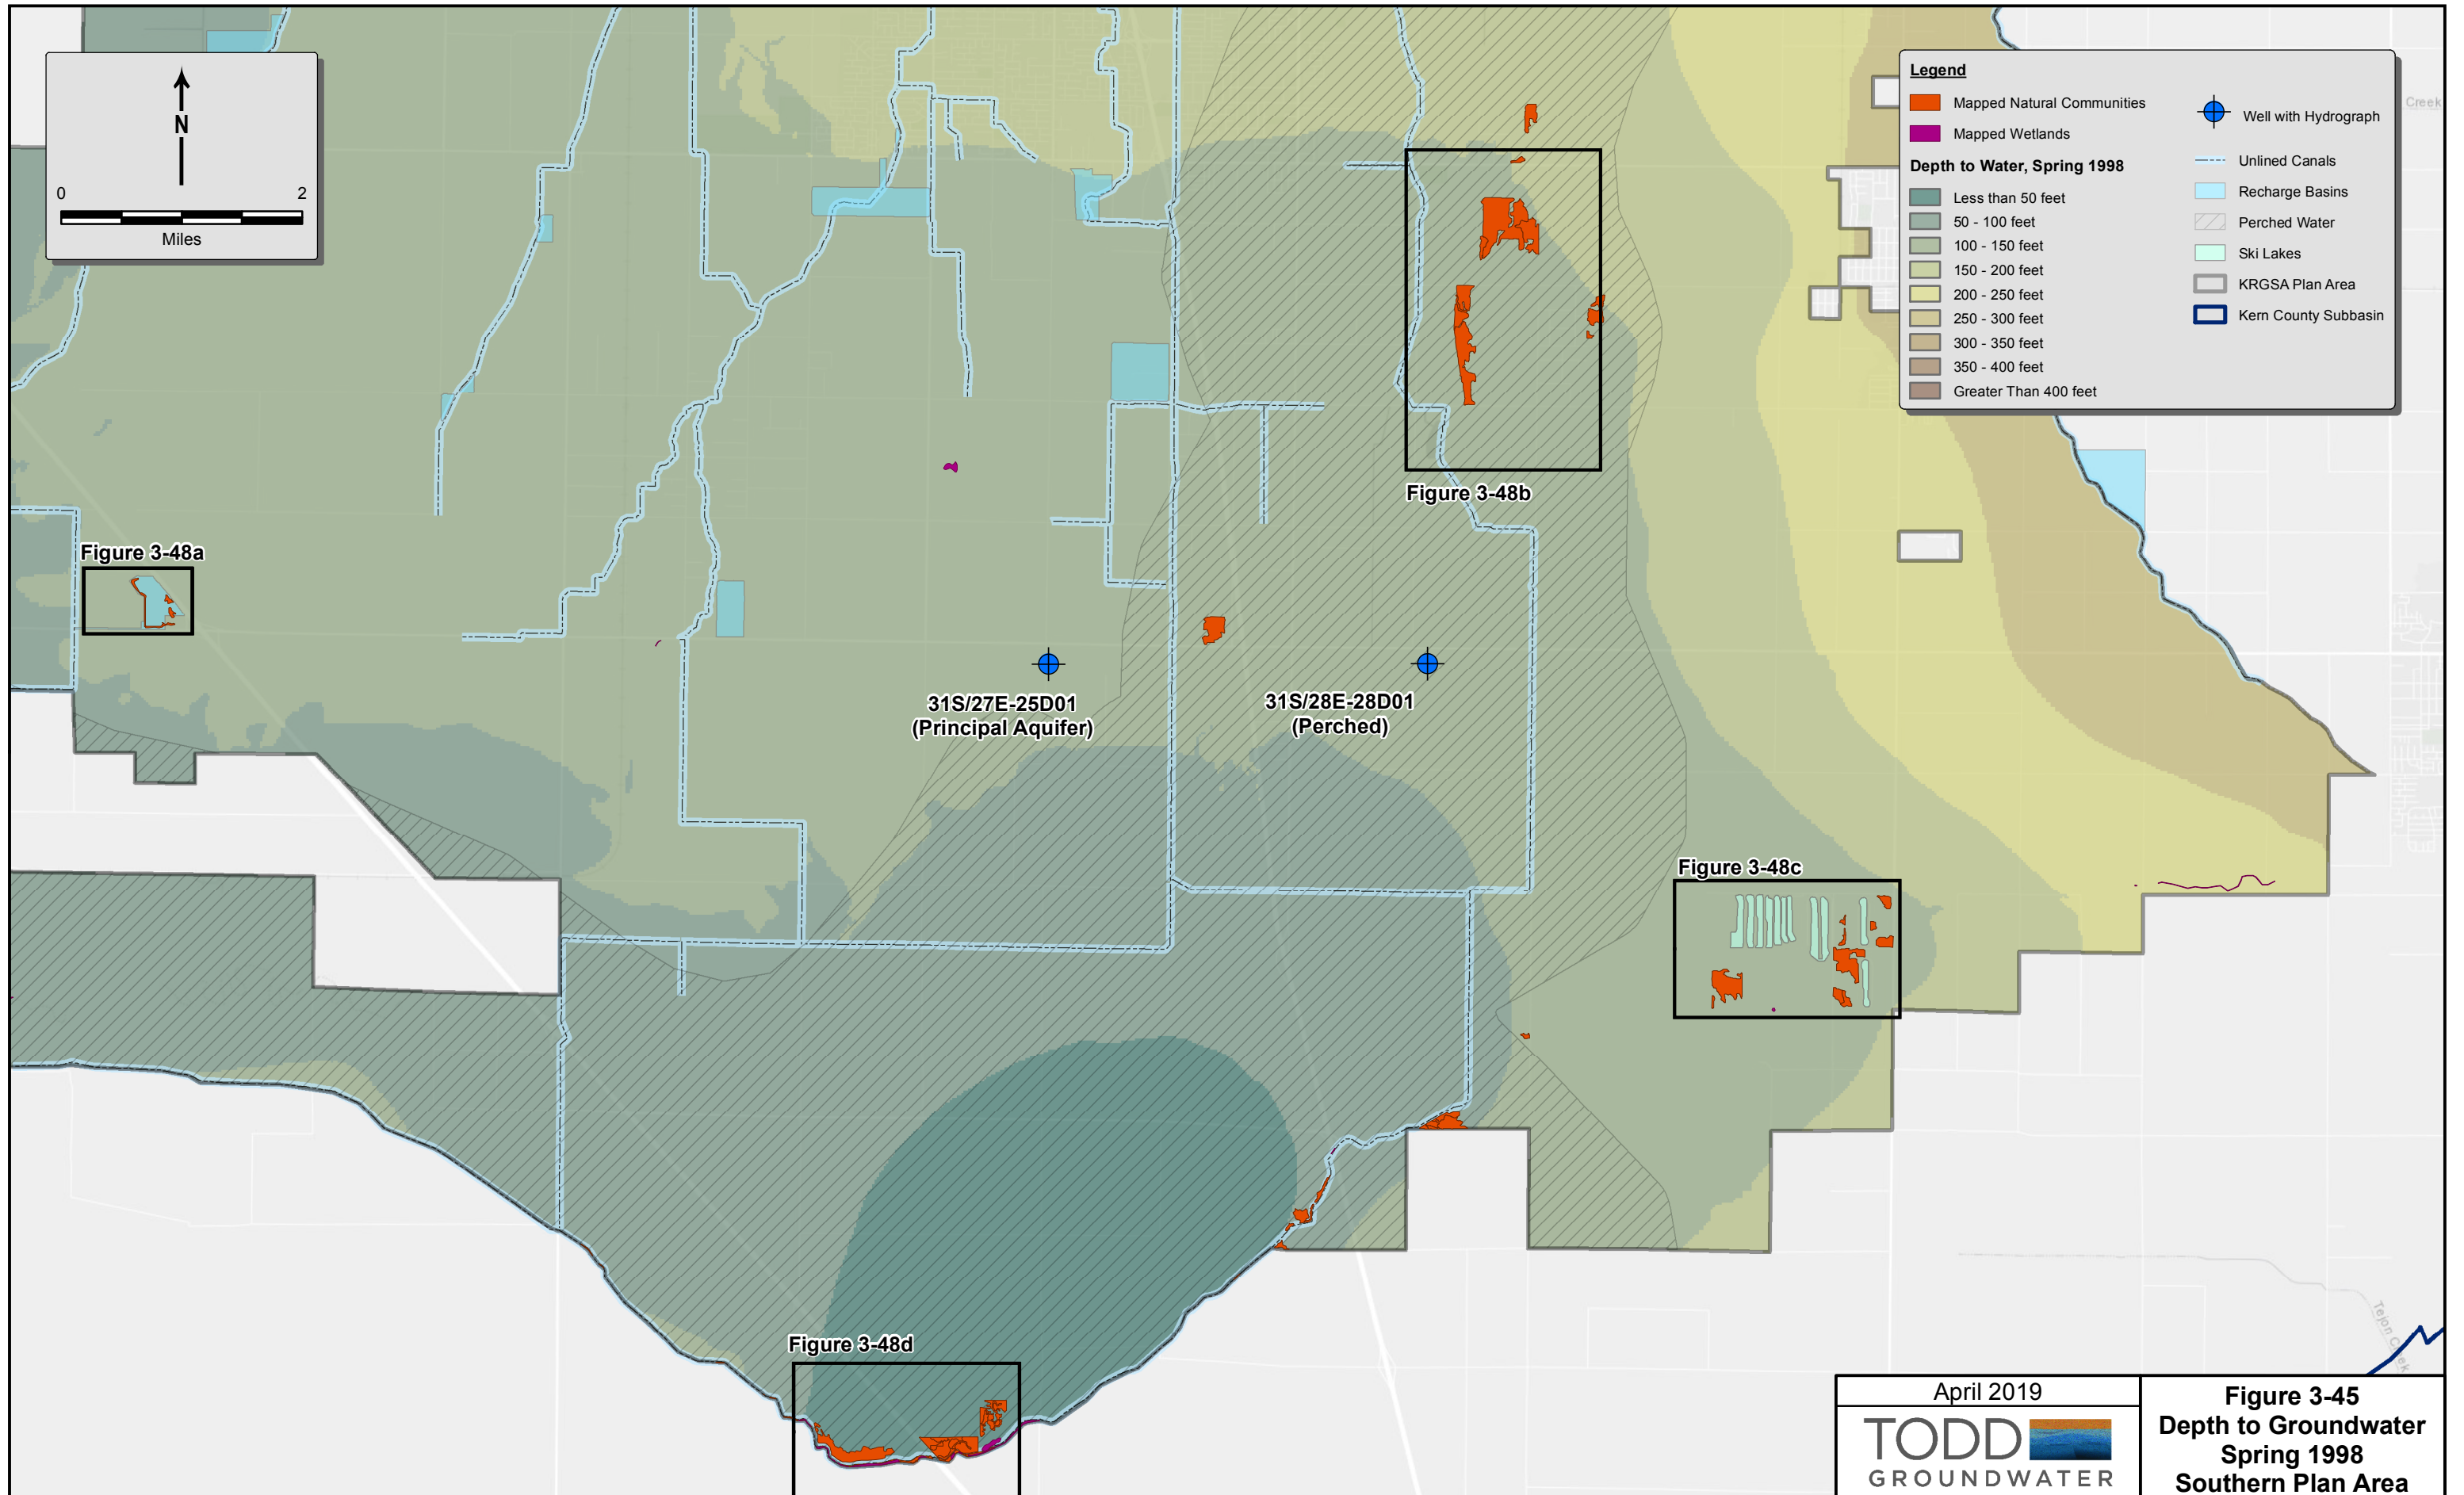 N
0 2
Miles
Legend
Mapped Natural Communities
Mapped Wetlands
Depth to Water, Spring 1998
Less than 50 feet
50 - 100 feet
100 - 150 feet
150 - 200 feet
200 - 250 feet
250 - 300 feet
300 - 350 feet
350 - 400 feet
Greater Than 400 feet
Well with Hydrograph
Unlined Canals
Recharge Basins
Perched Water
Ski Lakes
KRGSA Plan Area
Kern County Subbasin
Creek
Figure 3-48b
Figure 3-48a
31S/27E-25D01
(Principal Aquifer)
31S/28E-28D01
(Perched)
Figure 3-48c
Figure 3-48d
Tejon Creek
April 2019
TODD
GROUNDWATER
Figure 3-45
Depth to Groundwater
Spring 1998
Southern Plan Area